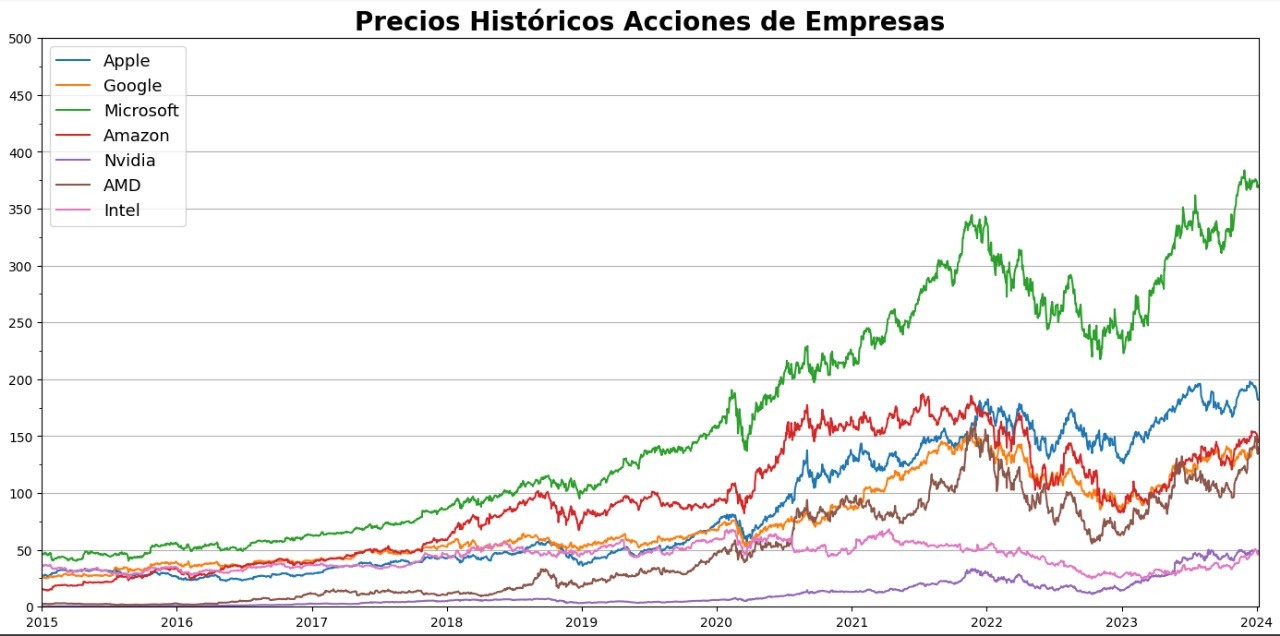 Precios Históricos Acciones de Empresas
500
450
400
350
300
250
200
150
100
50
0
Apple
Google
Microsoft
Amazon
Nvidia
AMD
Intel
2015 2016 2017 2018 2019 2020 2021 2022 2023 2024